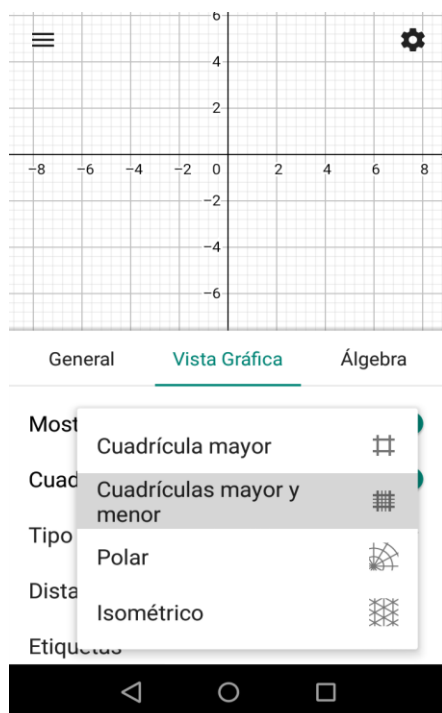 6
4
2
−8 −6 −4 −2 0 2 4 6 8
−2
−4
−6
General Vista Gráfica Álgebra
Most
Cuadrícula mayor
Cuad
Cuadrículas mayor y
menor
Tipo
Polar
Dista
Isométrico
Etiquetas